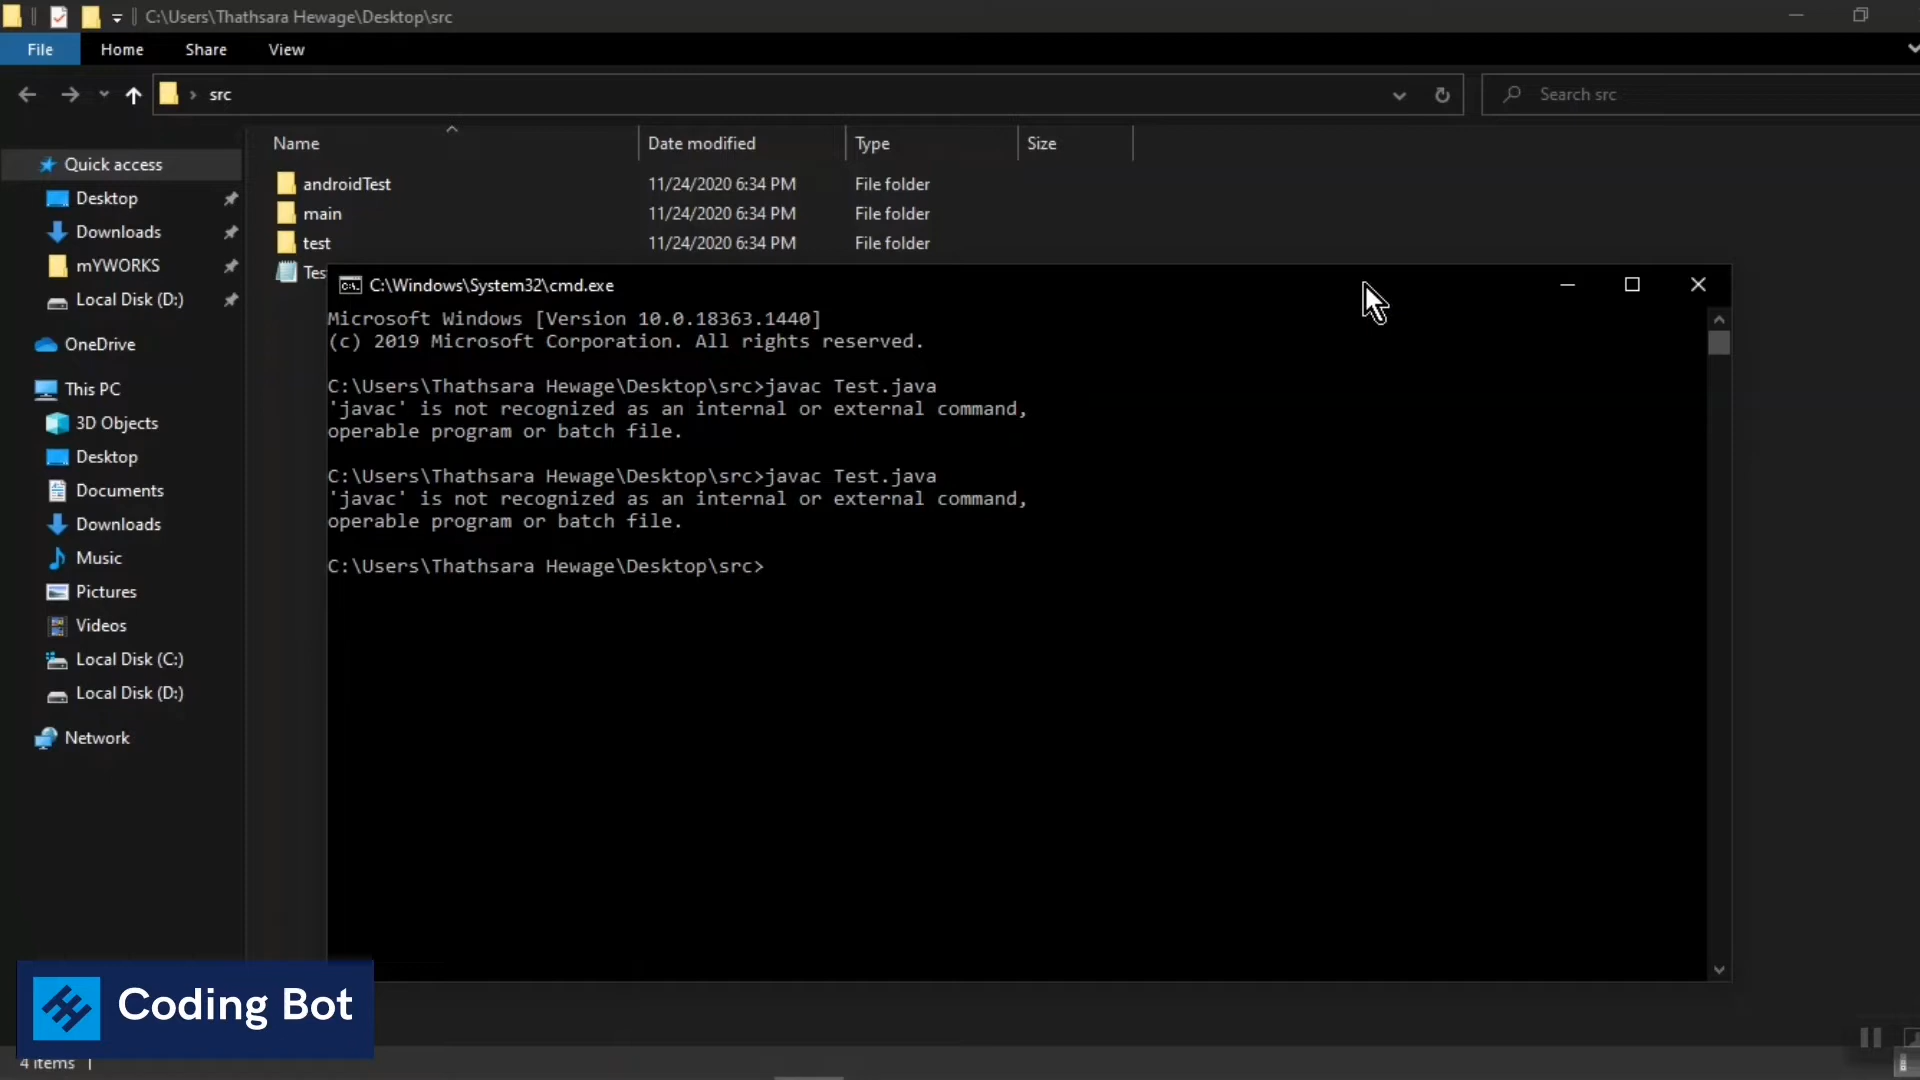 C:\Users\Thathsara Hewage\Desktop\src
File Home Share View
src
Search src
Name Date modified Type Size
Quick access
Desktop
Downloads
mYWORKS
Local Disk (D:)
OneDrive
This PC
3D Objects
Desktop
Documents
Downloads
Music
Pictures
Videos
Local Disk (C:)
Local Disk (D:)
Network
androidTest 11/24/2020 6:34 PM File folder
main 11/24/2020 6:34 PM File folder
test 11/24/2020 6:34 PM File folder
Tes
C:\Windows\System32\cmd.exe
Microsoft Windows [Version 10.0.18363.1440]
(c) 2019 Microsoft Corporation. All rights reserved.
C:\Users\Thathsara Hewage\Desktop\src>javac Test.java
'javac' is not recognized as an internal or external command,
operable program or batch file.
C:\Users\Thathsara Hewage\Desktop\src>javac Test.java
'javac' is not recognized as an internal or external command,
operable program or batch file.
C:\Users\Thathsara Hewage\Desktop\src>
Coding Bot
4 items